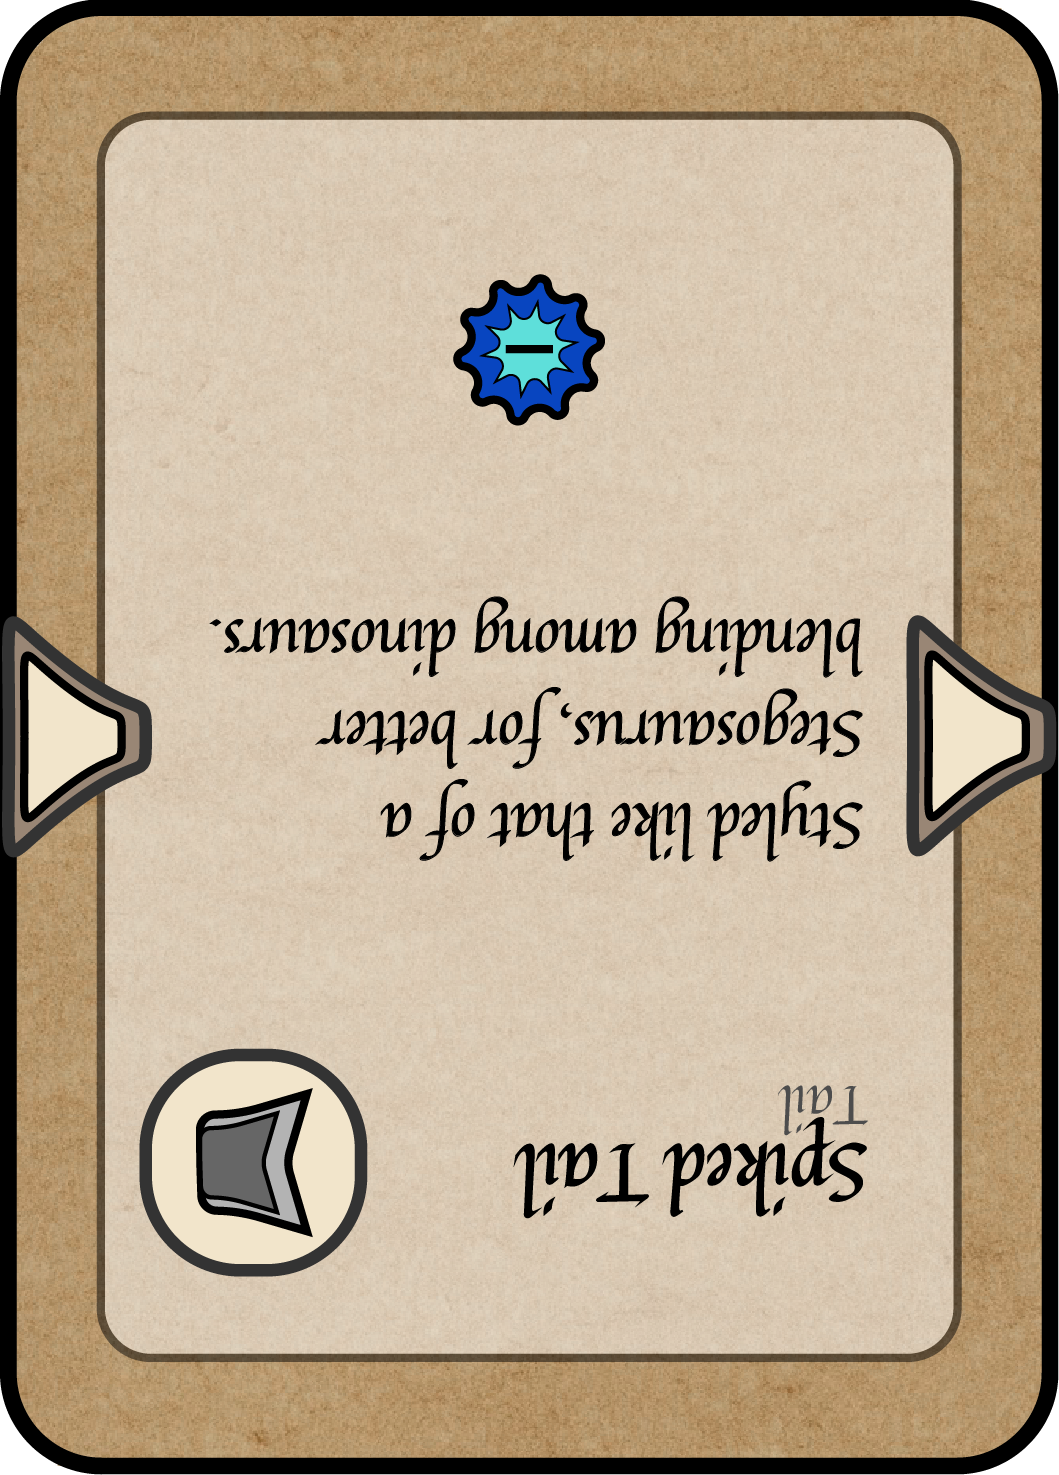 Spiked Tail
Tail
Styled like that of a
Stegosaurus, for better
blending among dinosaurs.